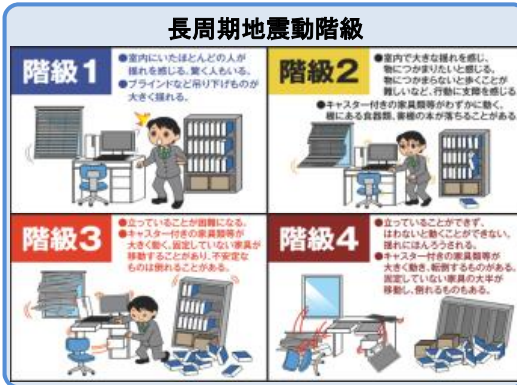 長周期地震動階級
階級1
●室内にいたほとんどの人が
揺れを感じる。驚く人もいる。
●ブラインドなど吊り下げものが
大きく揺れる。
階級2
●室内で大きな揺れを感じ、
物につかまりたいと感じる。
物につかまらないと歩くことが
難しいなど、行動に支障を感じる。
●キャスター付きの家具類等がわずかに動く。
棚にある食器類、書棚の本が落ちることがある。
階級3
●立っていることが困難になる。
●キャスター付きの家具類等が
大きく動く。固定していない家具が
移動することがあり、不安定な
ものは倒れることがある。
階級4
●立っていることができず、
はわないと動くことができない。
揺れにほんろうされる。
●キャスター付きの家具類等が
大きく動き、転倒するものがある。
固定していない家具の大半が
移動し、倒れるものもある。